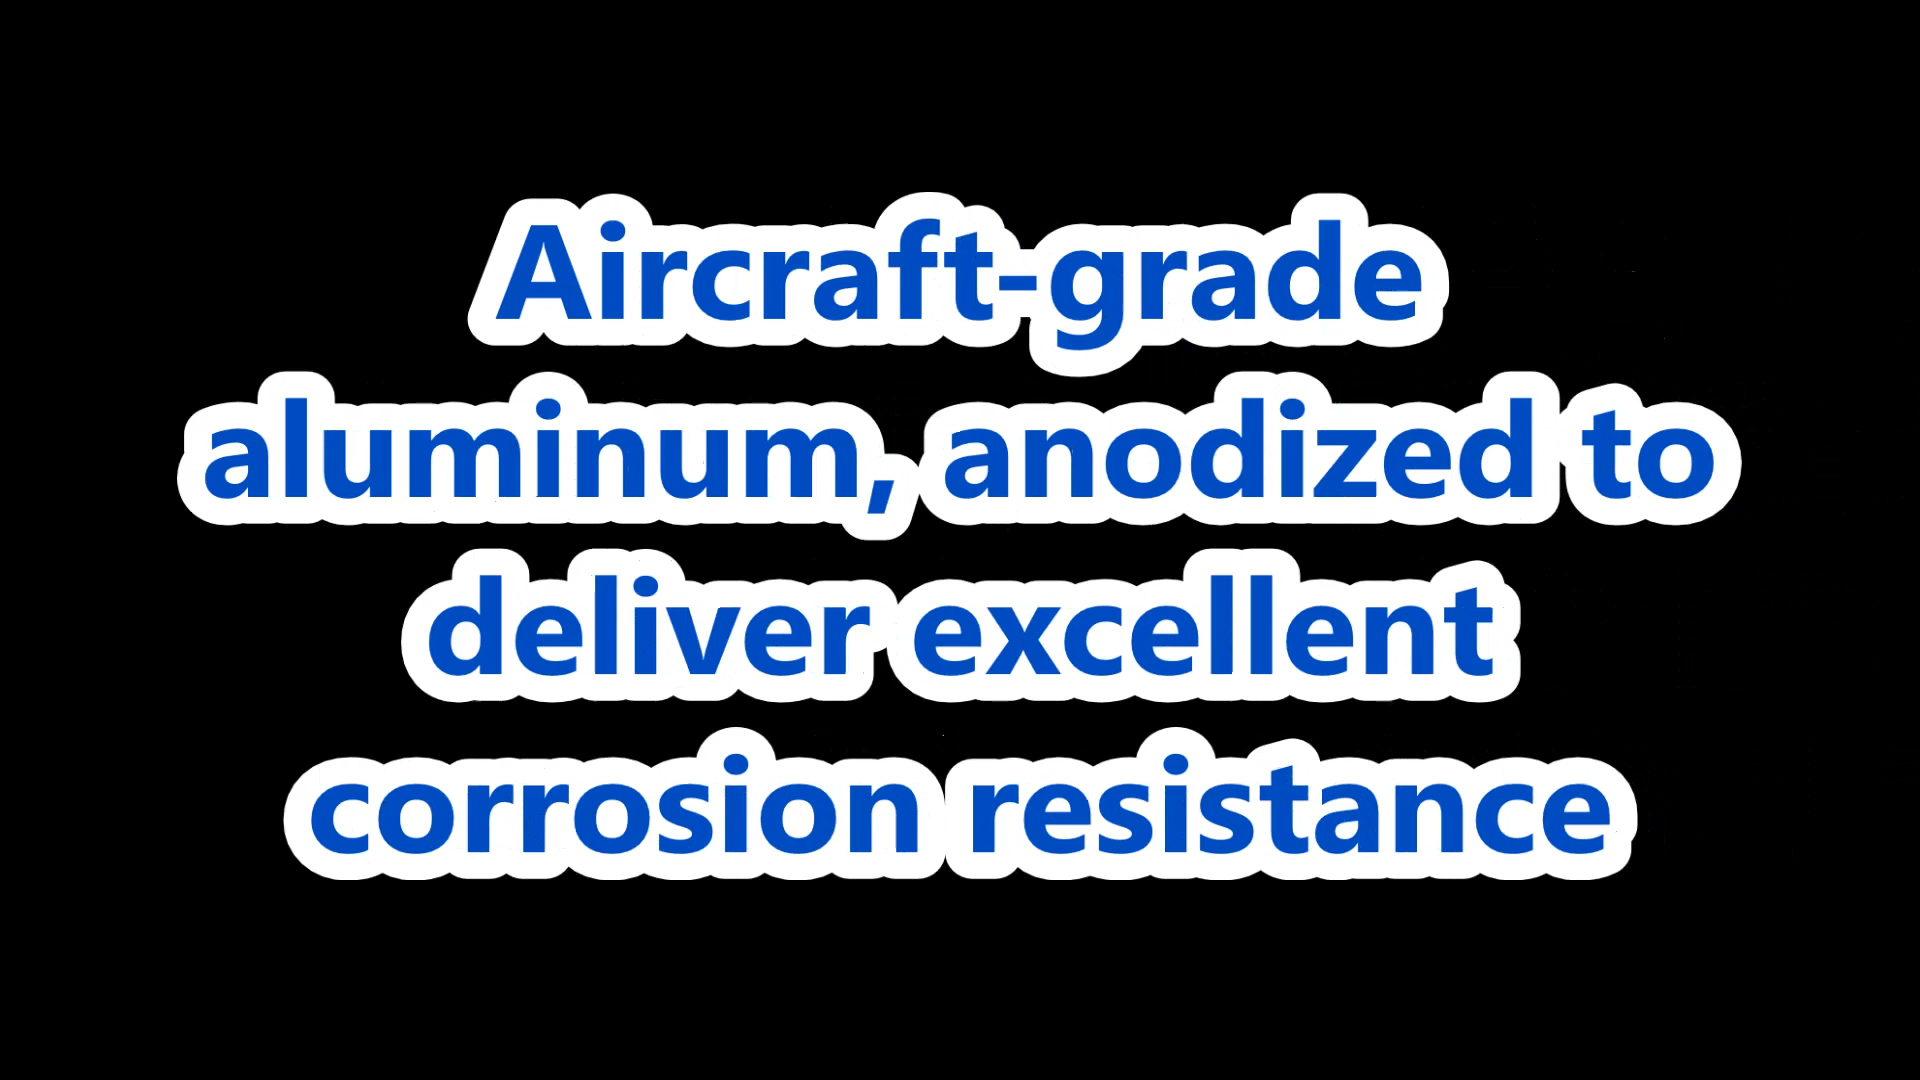 Aircraft-grade
aluminum, anodized to
deliver excellent
corrosion resistance